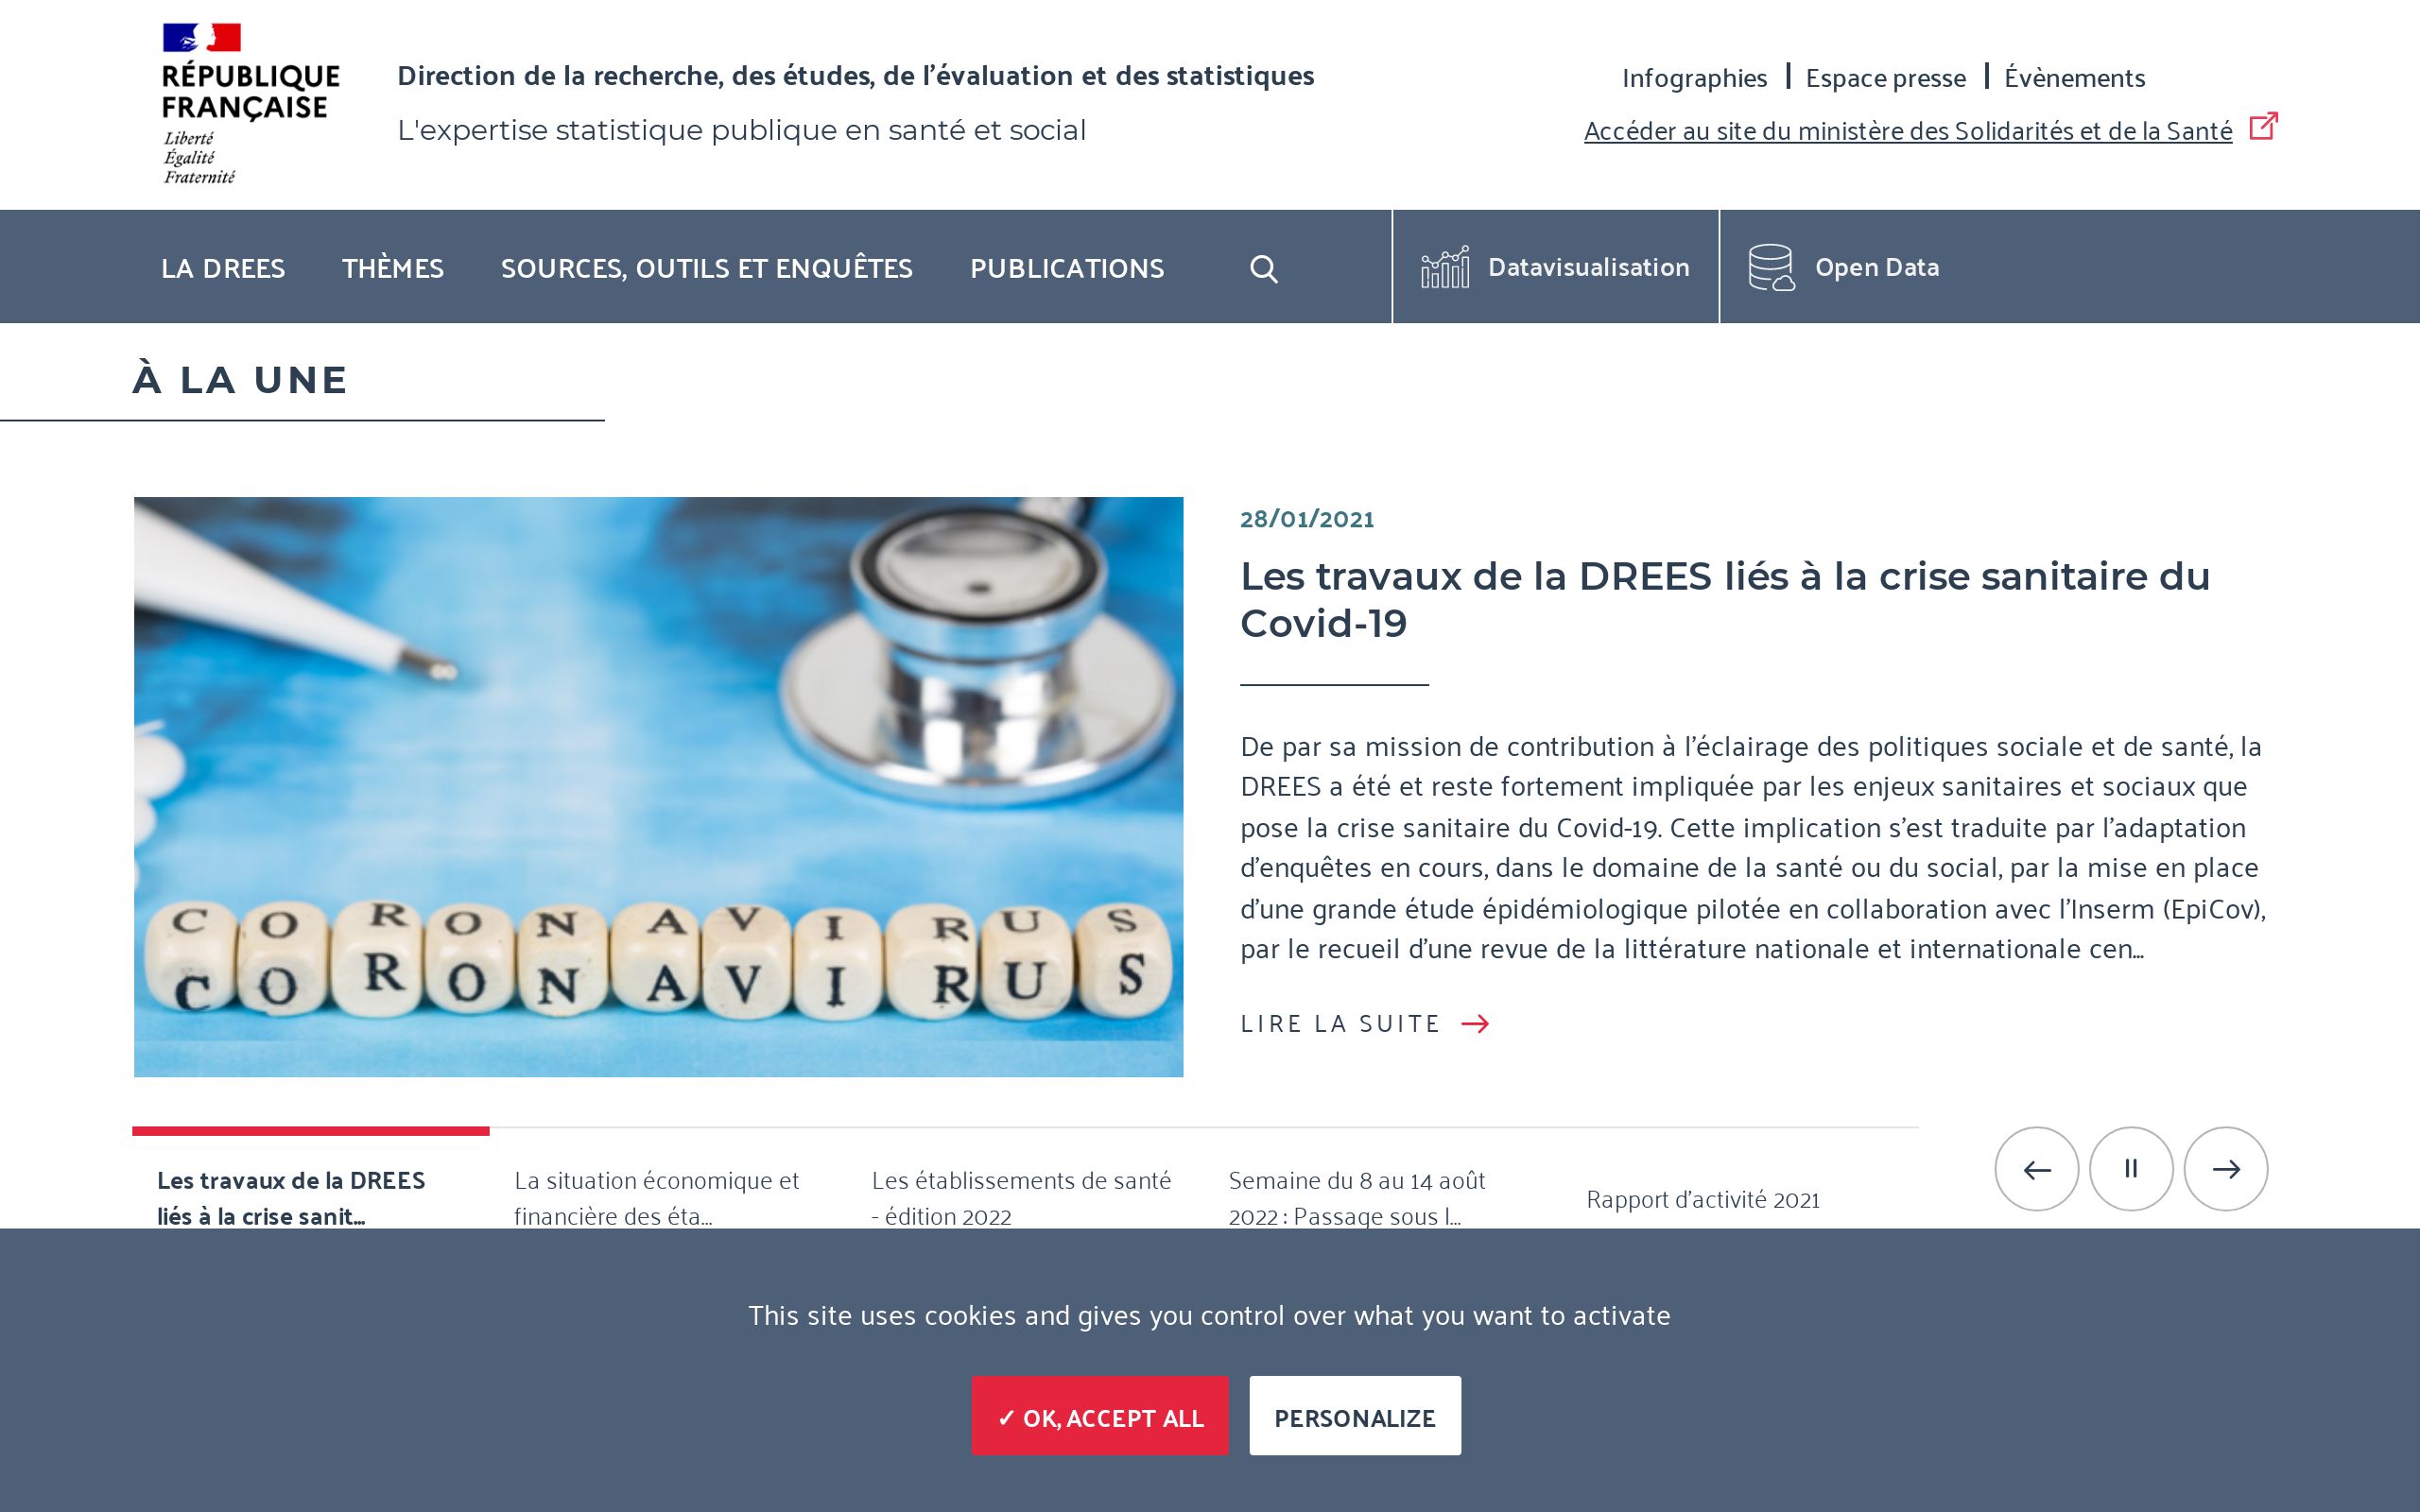 RÉPUBLIQUE
FRANÇAISE
Liberté
Égalité
Fraternité
Direction de la recherche, des études, de l'évaluation et des statistiques
L'expertise statistique publique en santé et social
Infographies
Espace presse
Évènements
Accéder au site du ministère des Solidarités et de la Santé
LA DREES
THÈMES
SOURCES, OUTILS ET ENQUÊTES
PUBLICATIONS
Datavisualisation
Open Data
À LA UNE
CORONAVIRUS
CORONAVIRUS
28/01/2021
Les travaux de la DREES liés à la crise sanitaire du
Covid-19
De par sa mission de contribution à l'éclairage des politiques sociale et de santé, la
DREES a été et reste fortement impliquée par les enjeux sanitaires et sociaux que
pose la crise sanitaire du Covid-19. Cette implication s'est traduite par l'adaptation
d'enquêtes en cours, dans le domaine de la santé ou du social, par la mise en place
d'une grande étude épidémiologique pilotée en collaboration avec l'Inserm (EpiCov),
par le recueil d'une revue de la littérature nationale et internationale cen...
LIRE LA SUITE
Les travaux de la DREES
liés à la crise sanit...
La situation économique et
financière des éta...
Les établissements de santé
- édition 2022
Semaine du 8 au 14 août
2022 : Passage sous l...
Rapport d'activité 2021
This site uses cookies and gives you control over what you want to activate
✓ OK, ACCEPT ALL
PERSONALIZE